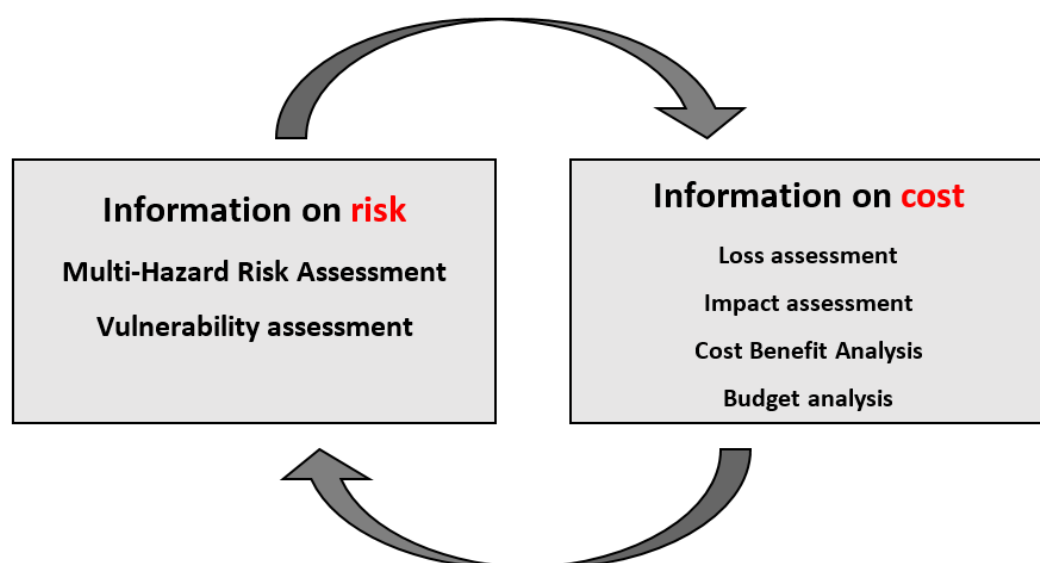 Information on risk
Multi-Hazard Risk Assessment
Vulnerability assessment
Information on cost
Loss assessment
Impact assessment
Cost Benefit Analysis
Budget analysis